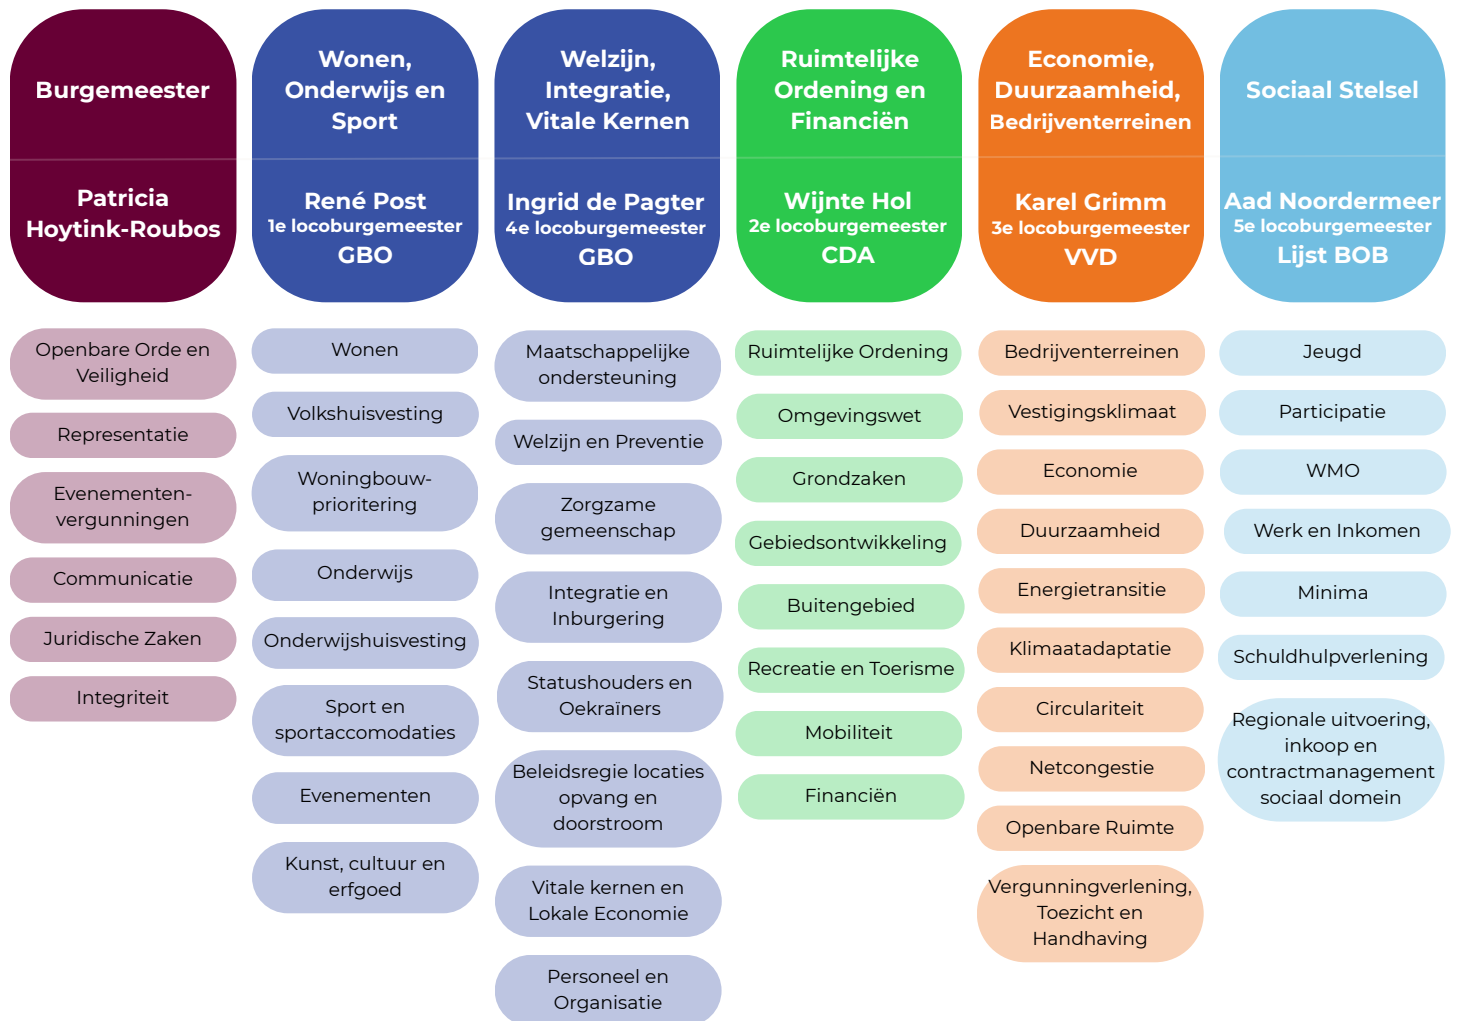 Burgemeester
Patricia
Hoytink-Roubos
Openbare Orde en
Veiligheid
Representatie
Evenementen-
vergunningen
Communicatie
Juridische Zaken
Integriteit
Wonen,
Onderwijs en
Sport
René Post
1e locoburgemeester
GBO
Wonen
Volkshuisvesting
Woningbouw-
prioritering
Onderwijs
Onderwijshuisvesting
Sport en
sportaccomodaties
Evenementen
Kunst, cultuur en
erfgoed
Welzijn,
Integratie,
Vitale Kernen
Ingrid de Pagter
4e locoburgemeester
GBO
Maatschappelijke
ondersteuning
Welzijn en Preventie
Zorgzame
gemeenschap
Integratie en
Inburgering
Statushouders en
Oekraïners
Beleidsregie locaties
opvang en
doorstroom
Vitale kernen en
Lokale Economie
Personeel en
Organisatie
Ruimtelijke
Ordening en
Financiën
Wijnte Hol
2e locoburgemeester
CDA
Ruimtelijke Ordening
Omgevingswet
Grondzaken
Gebiedsontwikkeling
Buitengebied
Recreatie en Toerisme
Mobiliteit
Financiën
Economie,
Duurzaamheid,
Bedrijventerreinen
Karel Grimm
3e locoburgemeester
VVD
Bedrijventerreinen
Vestigingsklimaat
Economie
Duurzaamheid
Energietransitie
Klimaatadaptatie
Circulariteit
Netcongestie
Openbare Ruimte
Vergunningverlening,
Toezicht en
Handhaving
Sociaal Stelsel
Aad Noordermeer
5e locoburgemeester
Lijst BOB
Jeugd
Participatie
WMO
Werk en Inkomen
Minima
Schuldhulpverlening
Regionale uitvoering,
inkoop en
contractmanagement
sociaal domein